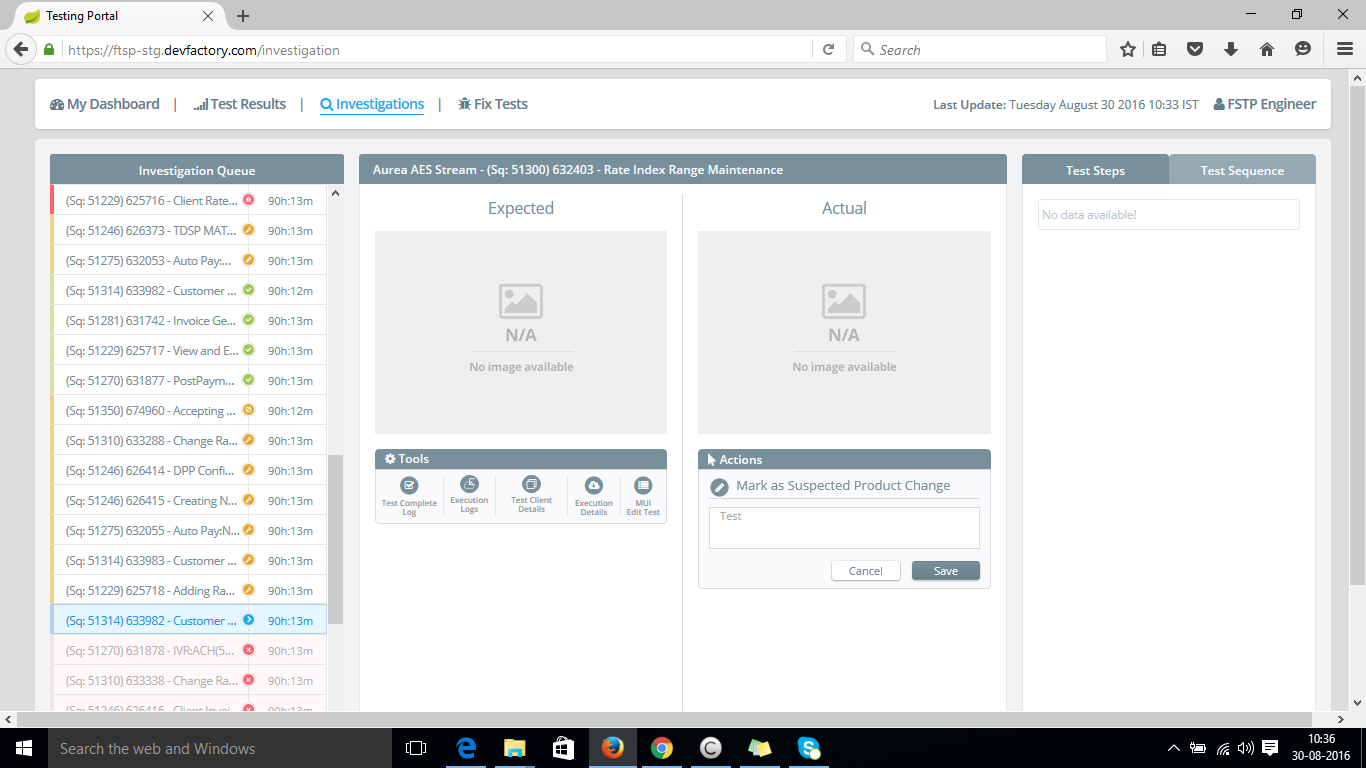 Testing Portal
https://ftsp-stg.devfactory.com/investigation
Search
My Dashboard | Test Results | Investigations | Fix Tests
Last Update: Tuesday August 30 2016 10:33 IST FSTP Engineer
Investigation Queue
(Sq: 51229) 625716 - Client Rate... 90h:13m
(Sq: 51246) 626373 - TDSP MAT... 90h:13m
(Sq: 51275) 632053 - Auto Pay:... 90h:13m
(Sq: 51314) 633982 - Customer ... 90h:12m
(Sq: 51281) 631742 - Invoice Ge... 90h:13m
(Sq: 51229) 625717 - View and E... 90h:13m
(Sq: 51270) 631877 - PostPaym... 90h:13m
(Sq: 51350) 674960 - Accepting ... 90h:12m
(Sq: 51310) 633288 - Change Ra... 90h:13m
(Sq: 51246) 626414 - DPP Confi... 90h:13m
(Sq: 51246) 626415 - Creating N... 90h:13m
(Sq: 51275) 632055 - Auto Pay:N... 90h:13m
(Sq: 51314) 633983 - Customer ... 90h:13m
(Sq: 51229) 625718 - Adding Ra... 90h:13m
(Sq: 51314) 633982 - Customer ... 90h:13m
(Sq: 51270) 631878 - IVR:ACH(5... 90h:13m
(Sq: 51310) 633338 - Change Ra... 90h:13m
(Sq: 51246) 626416 - Client Invoi... 90h:13m
Aurea AES Stream - (Sq: 51300) 632403 - Rate Index Range Maintenance
Expected
N/A
No image available
Actual
N/A
No image available
Tools
Test Complete Log
Execution Logs
Test Client Details
Execution Details
MUI Edit Test
Actions
Mark as Suspected Product Change
Test
Cancel
Save
Test Steps
Test Sequence
No data available!
Search the web and Windows
10:36
30-08-2016